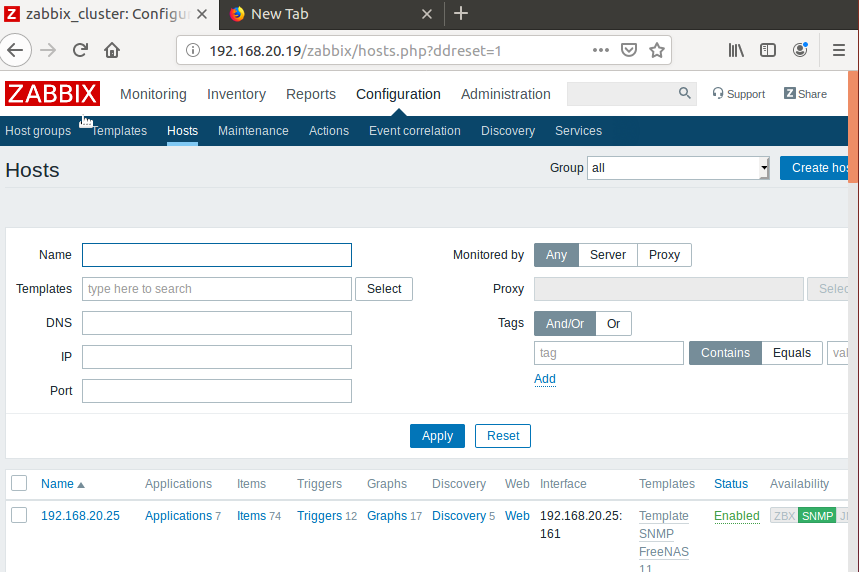 zabbix_cluster: Configur
New Tab
192.168.20.19/zabbix/hosts.php?ddreset=1
ZABBIX
Monitoring Inventory Reports Configuration Administration Support Share
Host groups Templates Hosts Maintenance Actions Event correlation Discovery Services
Hosts
Group all Create hos
Name
Monitored by Any Server Proxy
Templates type here to search Select
Proxy Selec
DNS
Tags And/Or Or
IP
tag Contains Equals val
Add
Port
Apply Reset
Name Applications Items Triggers Graphs Discovery Web Interface Templates Status Availability
192.168.20.25 Applications 7 Items 74 Triggers 12 Graphs 17 Discovery 5 Web 192.168.20.25: Template Enabled ZBX SNMP J
161 SNMP
FreeNAS
11